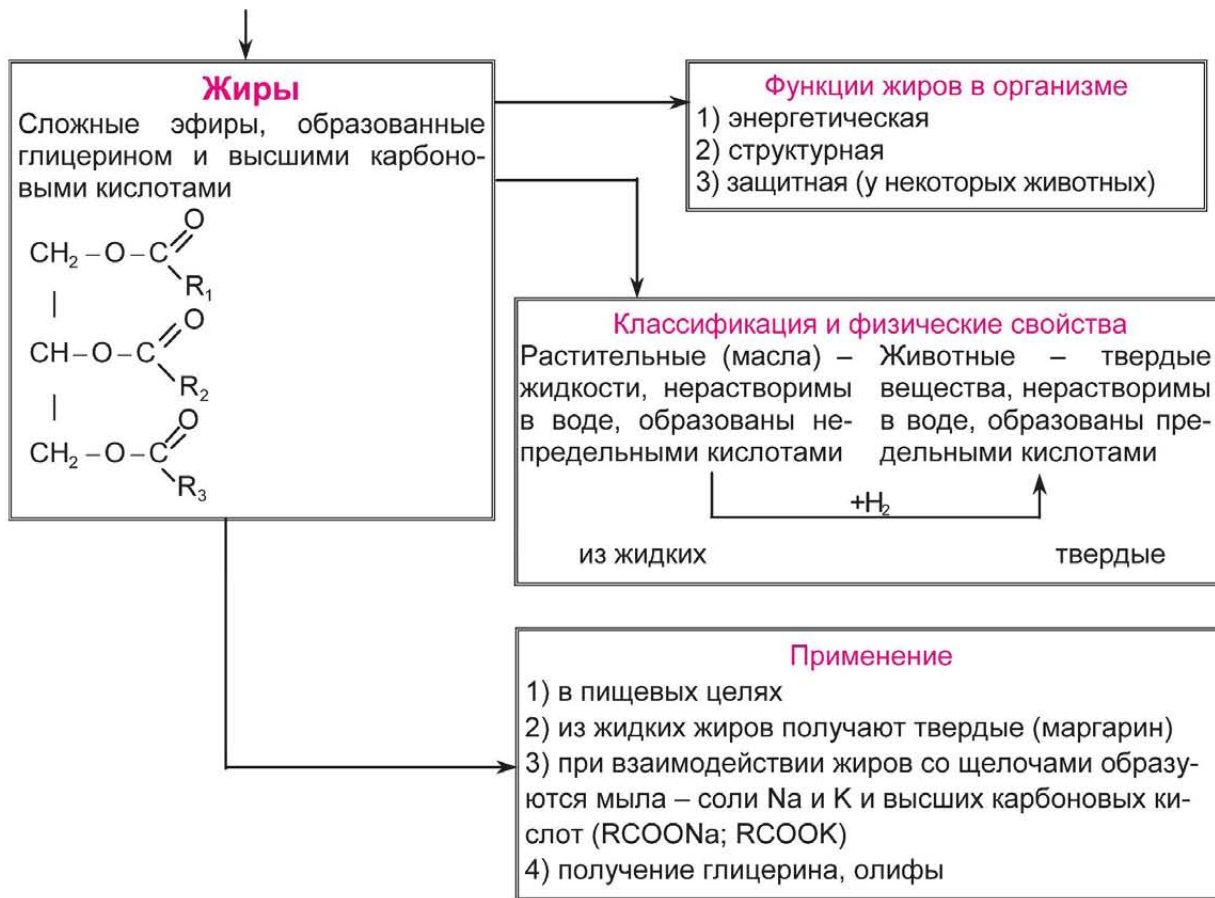 Жиры
Сложные эфиры, образованные
глицерином и высшими карбоно-
выми кислотами
O
CH₂ – O – C
R₁
|
O
CH – O – C
R₂
|
O
CH₂ – O – C
R₃
Функции жиров в организме
1) энергетическая
2) структурная
3) защитная (у некоторых животных)
Классификация и физические свойства
Растительные (масла) –
жидкости, нерастворимы
в воде, образованы не-
предельными кислотами
Животные – твердые
вещества, нерастворимы
в воде, образованы пре-
дельными кислотами
+H₂
из жидких
твердые
Применение
1) в пищевых целях
2) из жидких жиров получают твердые (маргарин)
3) при взаимодействии жиров со щелочами образу-
ются мыла – соли Na и K и высших карбоновых ки-
слот (RCOONa; RCOOK)
4) получение глицерина, олифы